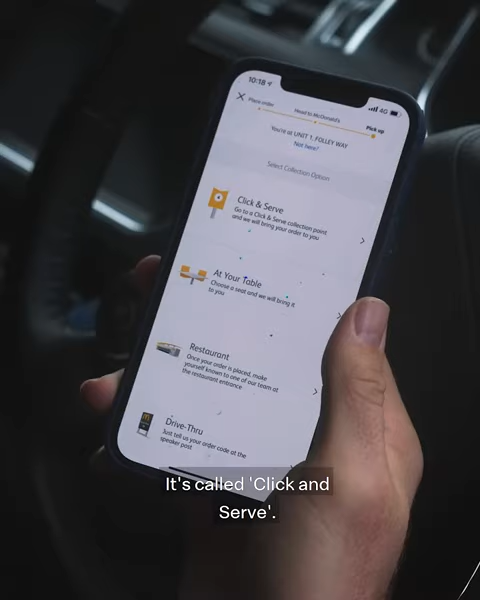 10:18
4G
Place order
Head to McDonald's
Pick up
You're at UNIT 1, FOLLEY WAY
Not here?
Select Collection Option
Click & Serve
Go to a Click & Serve collection point
and we will bring your order to you
At Your Table
Choose a seat and we will bring it
to you
Restaurant
Once your order is placed, make
yourself known to one of our team at
the restaurant entrance
Drive-Thru
Just tell us your order code at the
speaker post
It's called 'Click and
Serve'.